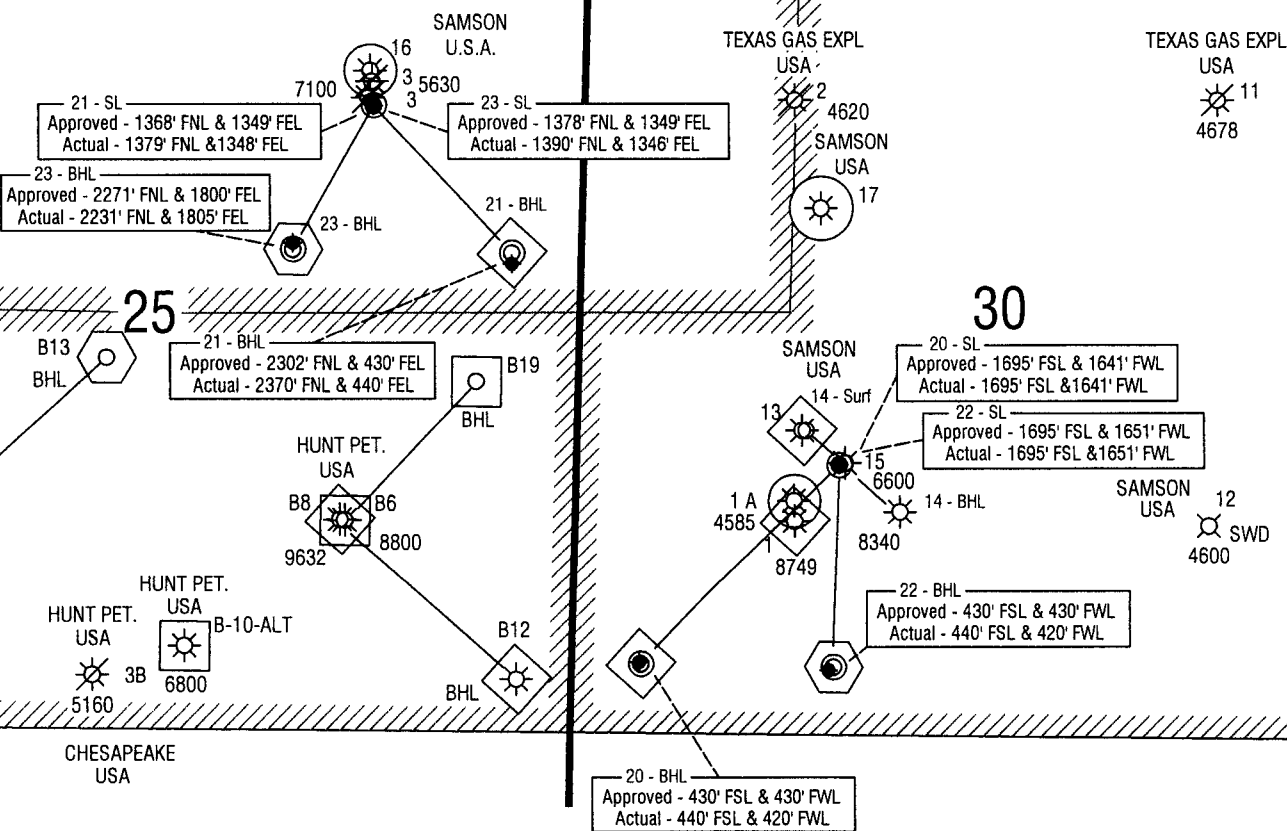 SAMSON
U.S.A.
16
3
5630
7100
3
21 - SL
Approved - 1368' FNL & 1349' FEL
Actual - 1379' FNL &1348' FEL
23 - SL
Approved - 1378' FNL & 1349' FEL
Actual - 1390' FNL & 1346' FEL
23 - BHL
Approved - 2271' FNL & 1800' FEL
Actual - 2231' FNL & 1805' FEL
23 - BHL
21 - BHL
TEXAS GAS EXPL
USA
2
4620
TEXAS GAS EXPL
USA
11
4678
SAMSON
USA
17
25
30
B13
BHL
21 - BHL
Approved - 2302' FNL & 430' FEL
Actual - 2370' FNL & 440' FEL
B19
BHL
SAMSON
USA
14 - Surf
13
20 - SL
Approved - 1695' FSL & 1641' FWL
Actual - 1695' FSL &1641' FWL
22 - SL
Approved - 1695' FSL & 1651' FWL
Actual - 1695' FSL &1651' FWL
HUNT PET.
USA
B8
B6
9632
8800
15
6600
1 A
4585
1
8749
14 - BHL
8340
SAMSON
USA
12
SWD
4600
HUNT PET.
USA
B-10-ALT
6800
HUNT PET.
USA
3B
5160
B12
BHL
22 - BHL
Approved - 430' FSL & 430' FWL
Actual - 440' FSL & 420' FWL
CHESAPEAKE
USA
20 - BHL
Approved - 430' FSL & 430' FWL
Actual - 440' FSL & 420' FWL